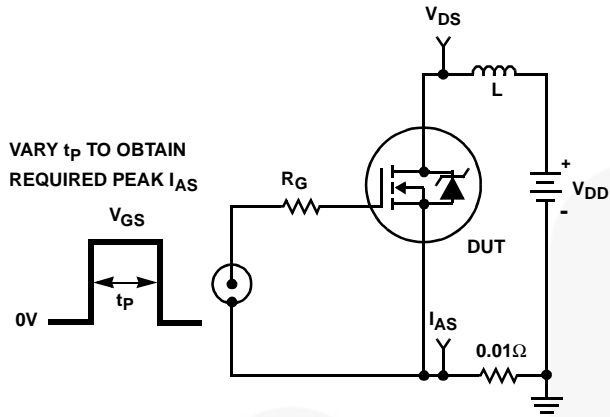 V_DS
L
VARY t_P TO OBTAIN
REQUIRED PEAK I_AS
R_G
+
V_DD
-
V_GS
DUT
t_P
0V
I_AS
0.01Ω